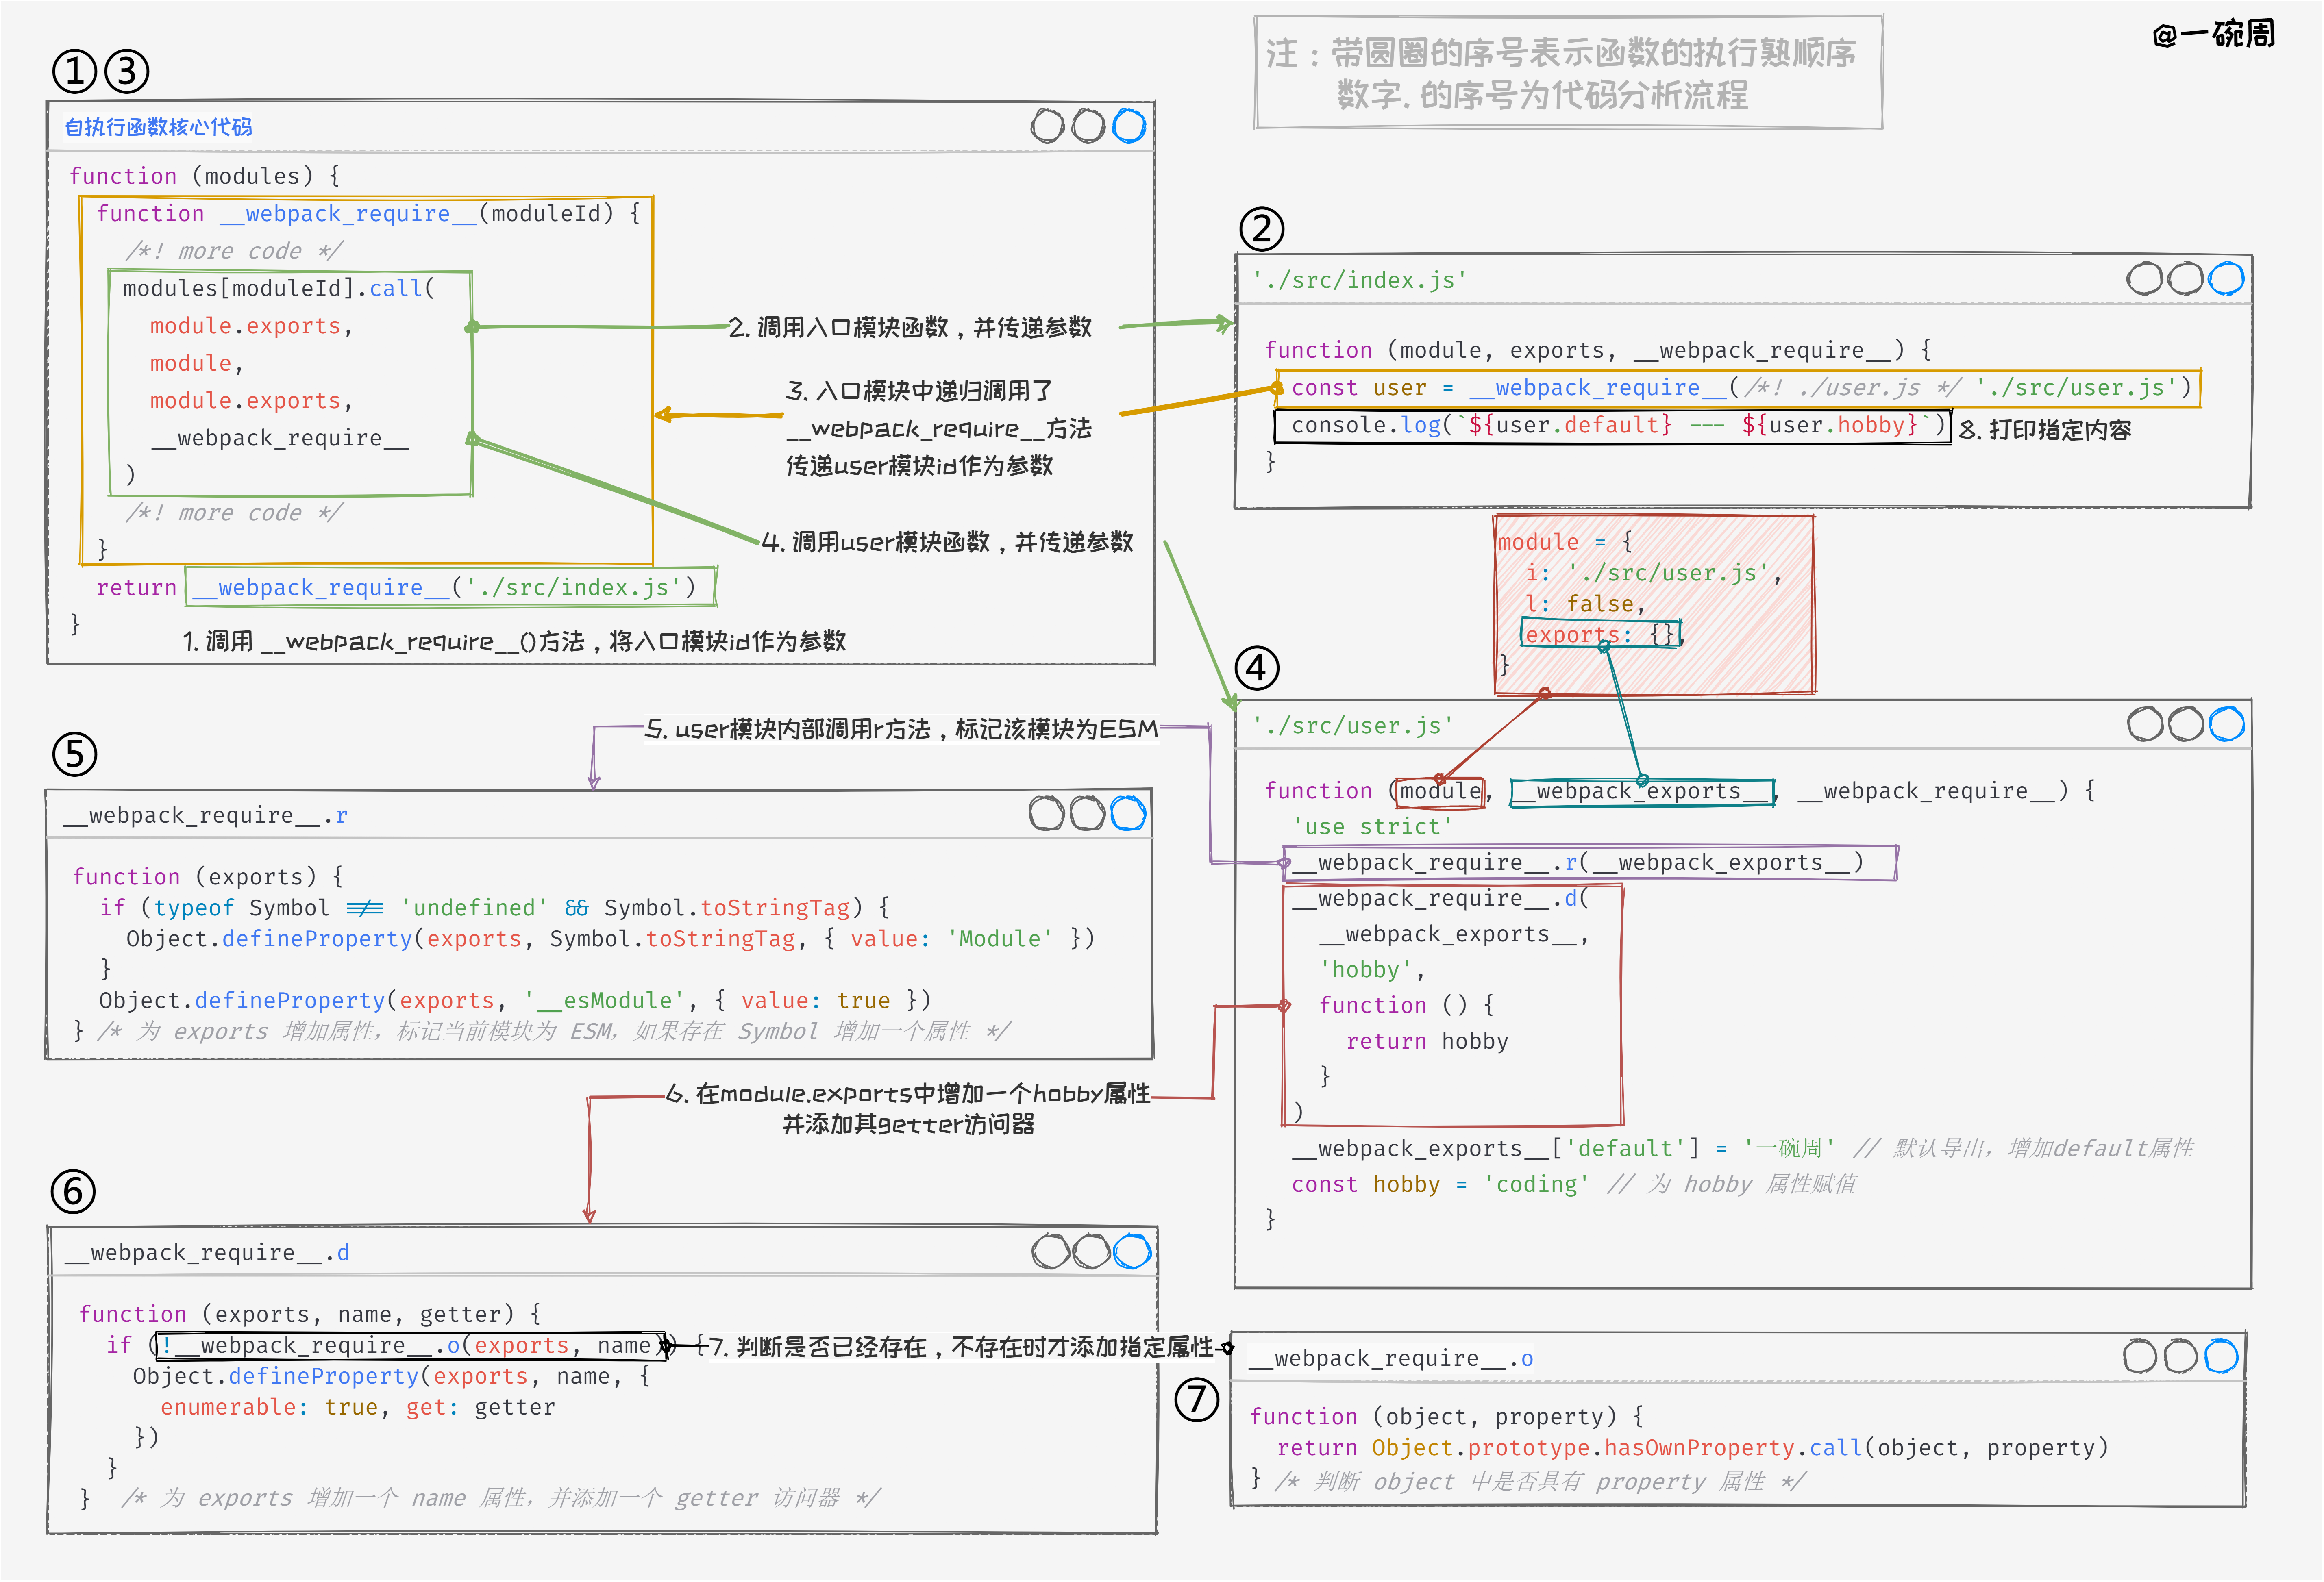 @一碗周
注：带圆圈的序号表示函数的执行熟顺序
数字.的序号为代码分析流程
①③
自执行函数核心代码
function (modules) {
function __webpack_require__(moduleId) {
/*! more code */
modules[moduleId].call(
module.exports,
module,
module.exports,
__webpack_require__
)
/*! more code */
}
return __webpack_require__('./src/index.js')
}
1. 调用 __webpack_require__()方法，将入口模块id作为参数
2. 调用入口模块函数，并传递参数
3. 入口模块中递归调用了
__webpack_require__方法
传递user模块id作为参数
4. 调用user模块函数，并传递参数
②
'./src/index.js'
function (module, exports, __webpack_require__) {
const user = __webpack_require__(/*! ./user.js */ './src/user.js')
console.log(`${user.default} --- ${user.hobby}`)
8. 打印指定内容
}
module = {
i: './src/user.js',
l: false,
exports: {},
}
④
'./src/user.js'
function (module, __webpack_exports__, __webpack_require__) {
'use strict'
__webpack_require__.r(__webpack_exports__)
__webpack_require__.d(
__webpack_exports__,
'hobby',
function () {
return hobby
}
)
__webpack_exports__['default'] = '一碗周' // 默认导出，增加default属性
const hobby = 'coding' // 为 hobby 属性赋值
}
5. user模块内部调用r方法，标记该模块为ESM
⑤
__webpack_require__.r
function (exports) {
if (typeof Symbol !== 'undefined' && Symbol.toStringTag) {
Object.defineProperty(exports, Symbol.toStringTag, { value: 'Module' })
}
Object.defineProperty(exports, '__esModule', { value: true })
} /* 为 exports 增加属性，标记当前模块为 ESM，如果存在 Symbol 增加一个属性 */
6. 在module.exports中增加一个hobby属性
并添加其getter访问器
⑥
__webpack_require__.d
function (exports, name, getter) {
if (!__webpack_require__.o(exports, name)) {
Object.defineProperty(exports, name, {
enumerable: true, get: getter
})
}
} /* 为 exports 增加一个 name 属性，并添加一个 getter 访问器 */
7. 判断是否已经存在，不存在时才添加指定属性
⑦
__webpack_require__.o
function (object, property) {
return Object.prototype.hasOwnProperty.call(object, property)
} /* 判断 object 中是否具有 property 属性 */